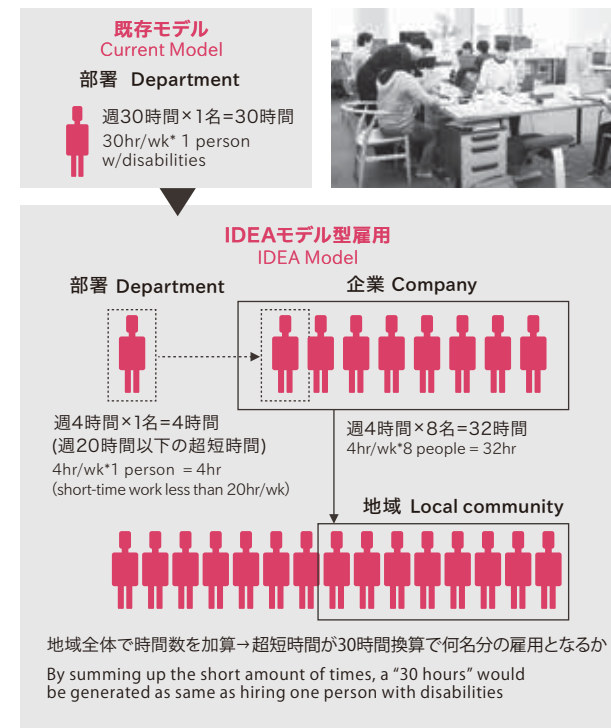 既存モデル
Current Model
部署 Department
週30時間×1名=30時間
30hr/wk* 1 person
w/disabilities
IDEAモデル型雇用
IDEA Model
部署 Department
企業 Company
週4時間×1名=4時間
(週20時間以下の超短時間)
4hr/wk*1 person = 4hr
(short-time work less than 20hr/wk)
週4時間×8名=32時間
4hr/wk*8 people = 32hr
地域 Local community
地域全体で時間数を加算→超短時間が30時間換算で何名分の雇用となるか
By summing up the short amount of times, a “30 hours” would
be generated as same as hiring one person with disabilities